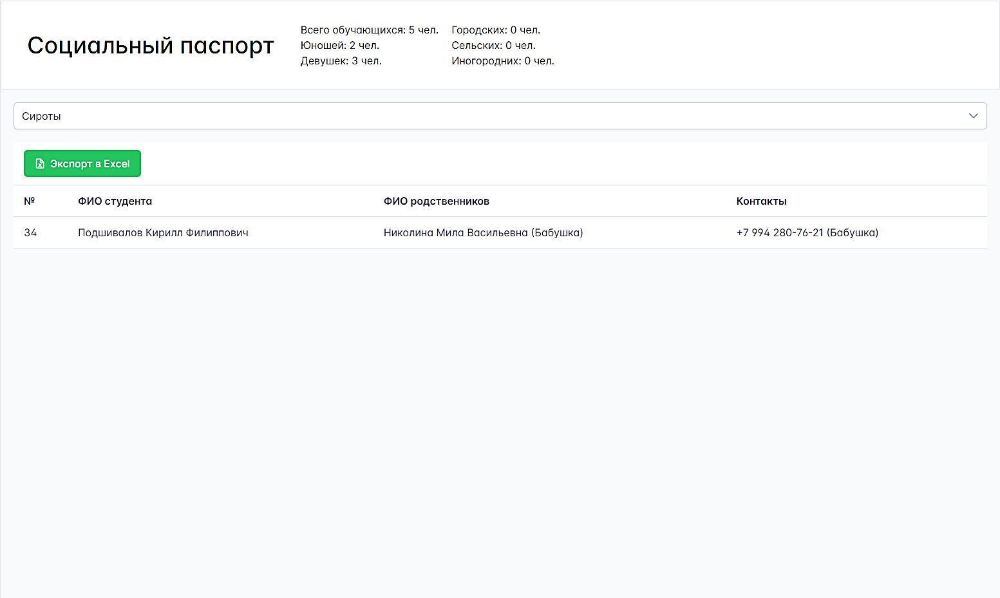 Социальный паспорт
Всего обучающихся: 5 чел.
Юношей: 2 чел.
Девушек: 3 чел.
Городских: 0 чел.
Сельских: 0 чел.
Иногородних: 0 чел.
Сироты
Экспорт в Excel
№ ФИО студента ФИО родственников Контакты
34 Подшивалов Кирилл Филиппович Николина Мила Васильевна (Бабушка) +7 994 280-76-21 (Бабушка)